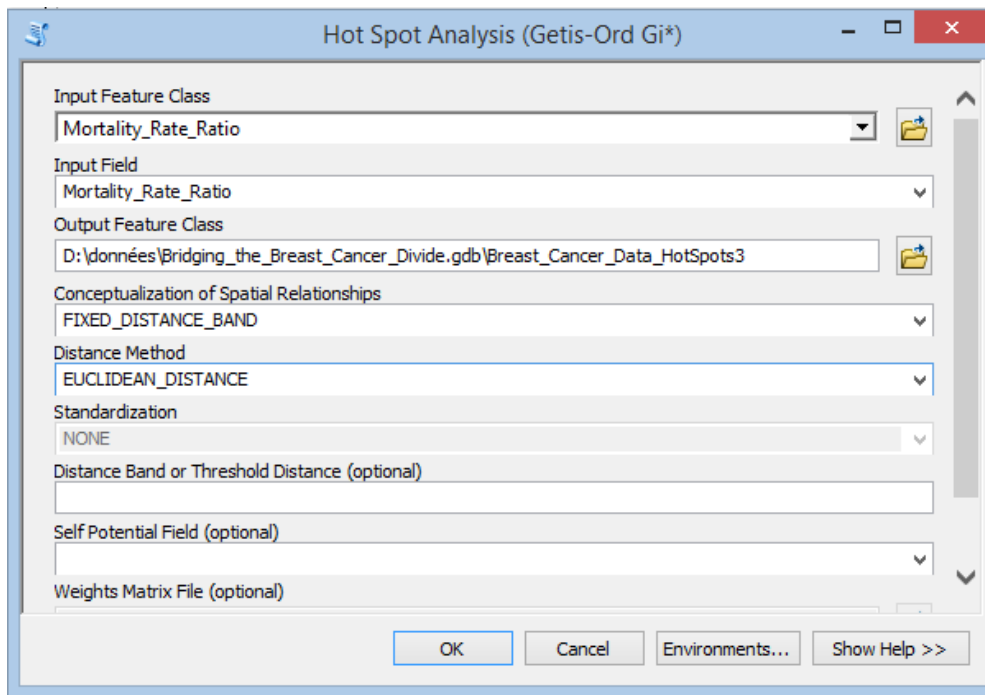 Hot Spot Analysis (Getis-Ord Gi*)
Input Feature Class
Mortality_Rate_Ratio
Input Field
Mortality_Rate_Ratio
Output Feature Class
D:\données\Bridging_the_Breast_Cancer_Divide.gdb\Breast_Cancer_Data_HotSpots3
Conceptualization of Spatial Relationships
FIXED_DISTANCE_BAND
Distance Method
EUCLIDEAN_DISTANCE
Standardization
NONE
Distance Band or Threshold Distance (optional)
Self Potential Field (optional)
Weights Matrix File (optional)
OK Cancel Environments... Show Help >>